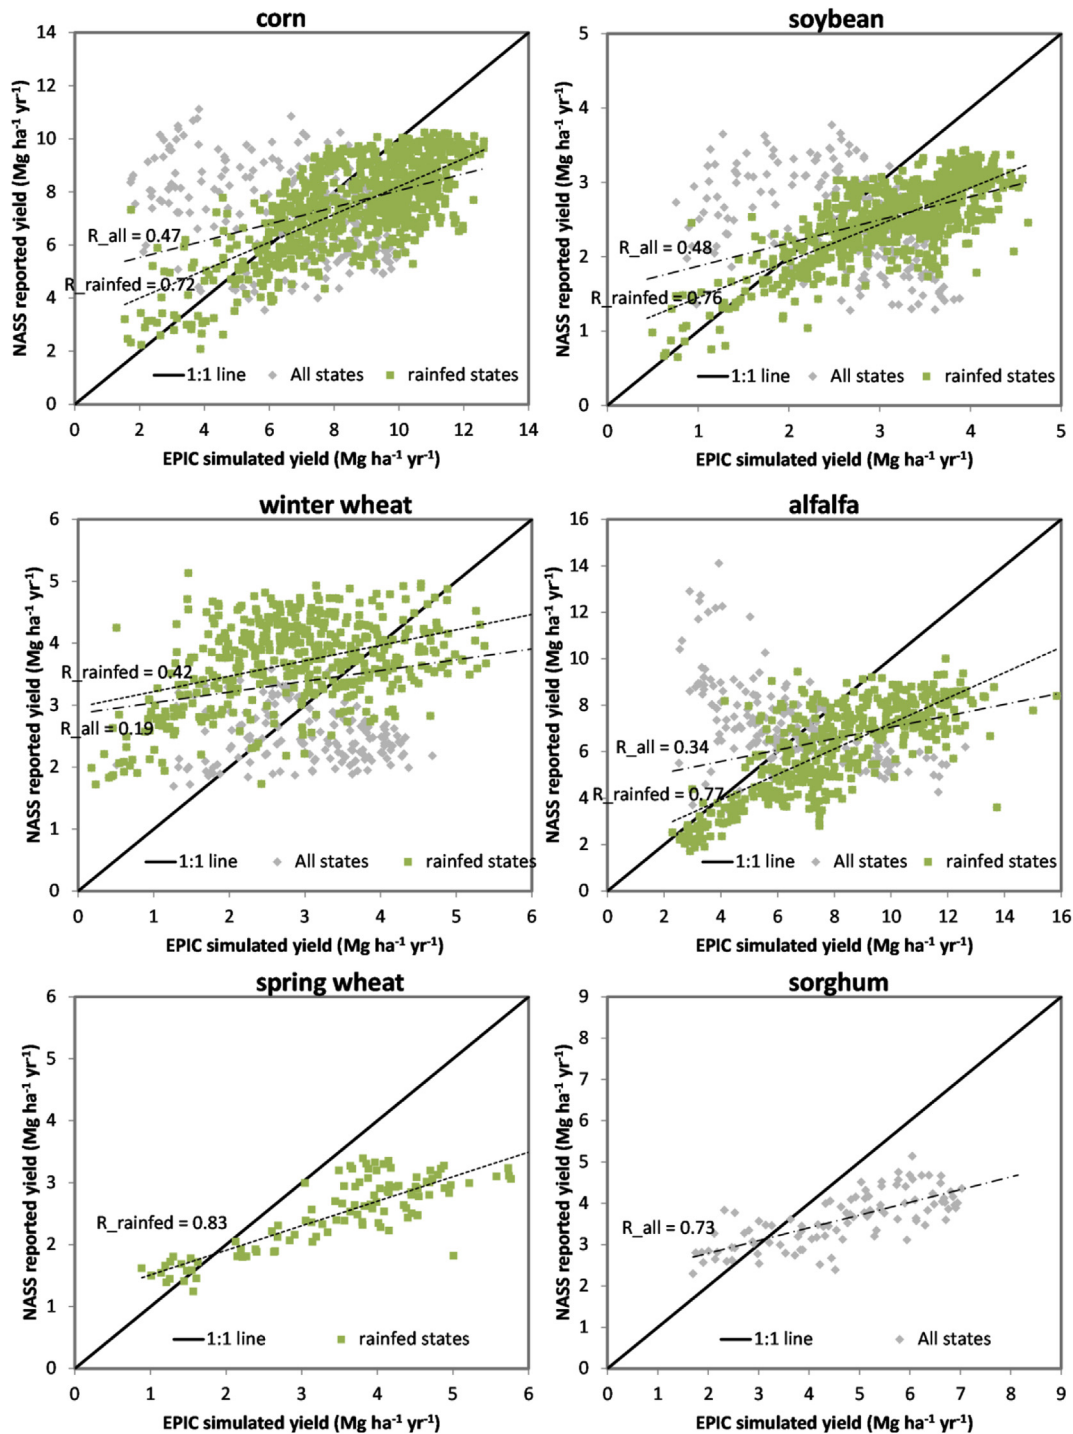 corn
14
12
10
8
6
4
2
0
NASS reported yield (Mg ha⁻¹ yr⁻¹)
R_all = 0.47
R_rainfed = 0.72
1:1 line All states rainfed states
0 2 4 6 8 10 12 14
EPIC simulated yield (Mg ha⁻¹ yr⁻¹)
soybean
5
4
3
2
1
0
NASS reported yield (Mg ha⁻¹ yr⁻¹)
R_all = 0.48
R_rainfed = 0.76
1:1 line All states rainfed states
0 1 2 3 4 5
EPIC simulated yield (Mg ha⁻¹ yr⁻¹)
winter wheat
6
5
4
3
2
1
0
NASS reported yield (Mg ha⁻¹ yr⁻¹)
R_rainfed = 0.42
R_all = 0.19
1:1 line All states rainfed states
0 1 2 3 4 5 6
EPIC simulated yield (Mg ha⁻¹ yr⁻¹)
alfalfa
16
14
12
10
8
6
4
2
0
NASS reported yield (Mg ha⁻¹ yr⁻¹)
R_all = 0.34
R_rainfed = 0.77
1:1 line All states rainfed states
0 2 4 6 8 10 12 14 16
EPIC simulated yield (Mg ha⁻¹ yr⁻¹)
spring wheat
6
5
4
3
2
1
0
NASS reported yield (Mg ha⁻¹ yr⁻¹)
R_rainfed = 0.83
1:1 line rainfed states
0 1 2 3 4 5 6
EPIC simulated yield (Mg ha⁻¹ yr⁻¹)
sorghum
9
8
7
6
5
4
3
2
1
0
NASS reported yield (Mg ha⁻¹ yr⁻¹)
R_all = 0.73
1:1 line All states
0 1 2 3 4 5 6 7 8 9
EPIC simulated yield (Mg ha⁻¹ yr⁻¹)